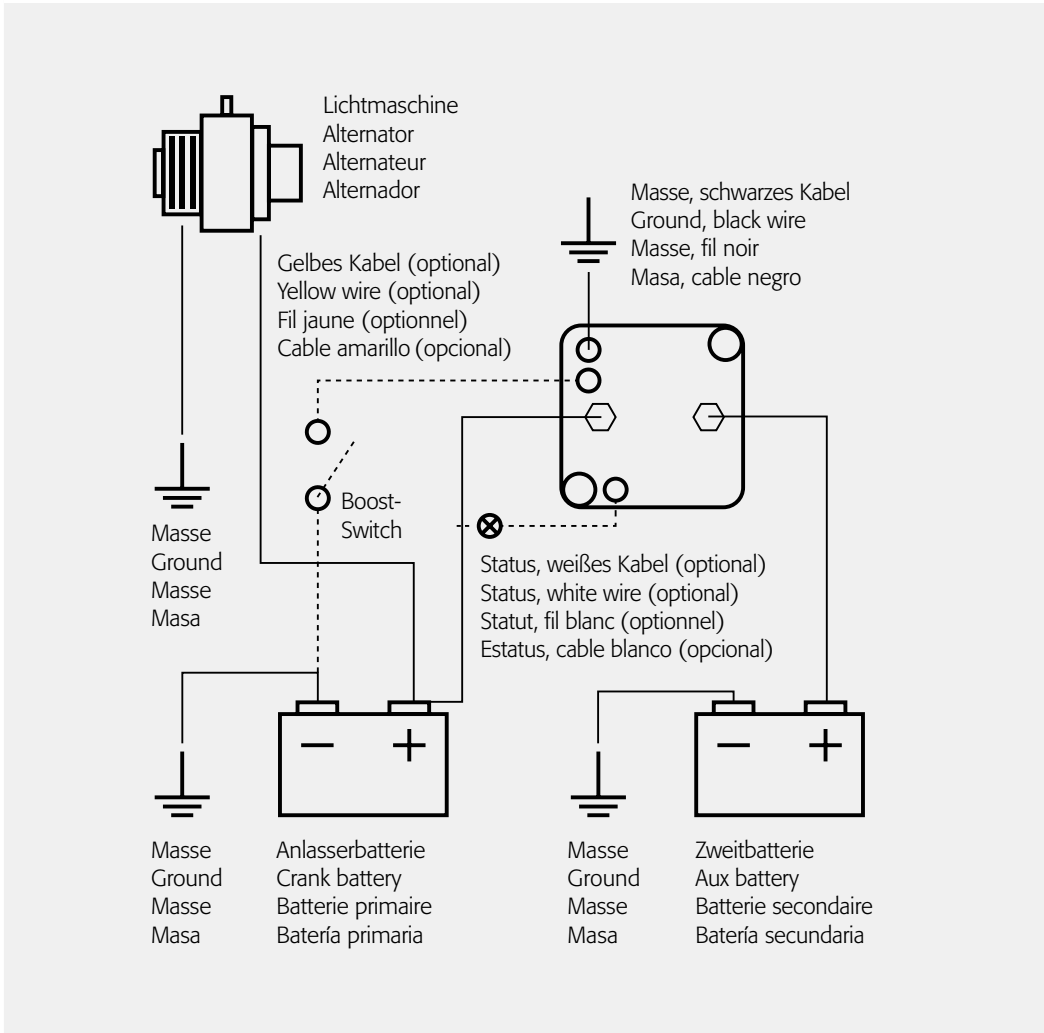 Lichtmaschine
Alternator
Alternateur
Alternador
Masse, schwarzes Kabel
Ground, black wire
Masse, fil noir
Masa, cable negro
Gelbes Kabel (optional)
Yellow wire (optional)
Fil jaune (optionnel)
Cable amarillo (opcional)
Boost-
Switch
Masse
Ground
Masse
Masa
Status, weißes Kabel (optional)
Status, white wire (optional)
Statut, fil blanc (optionnel)
Estatus, cable blanco (opcional)
Masse
Ground
Masse
Masa
Anlasserbatterie
Crank battery
Batterie primaire
Batería primaria
Masse
Ground
Masse
Masa
Zweitbatterie
Aux battery
Batterie secondaire
Batería secundaria